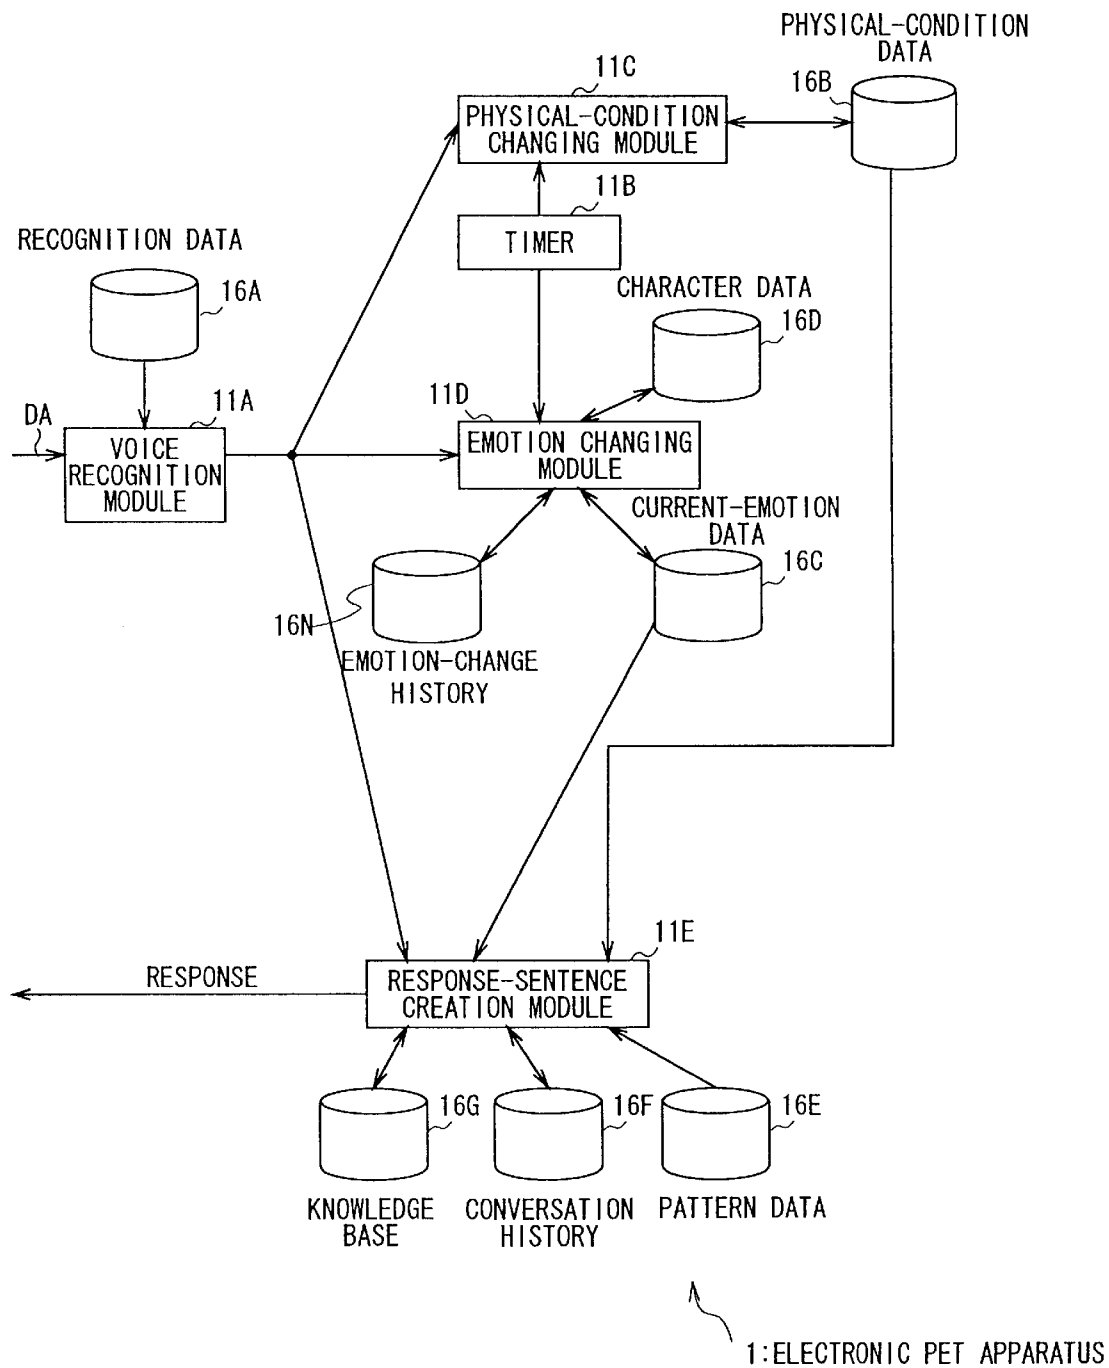 PHYSICAL-CONDITION
DATA
11C
16B
PHYSICAL-CONDITION
CHANGING MODULE
11B
TIMER
RECOGNITION DATA
16A
CHARACTER DATA
16D
DA
11A
VOICE
RECOGNITION
MODULE
11D
EMOTION CHANGING
MODULE
CURRENT-EMOTION
DATA
16C
16N
EMOTION-CHANGE
HISTORY
11E
RESPONSE
RESPONSE-SENTENCE
CREATION MODULE
16G
16F
16E
KNOWLEDGE
BASE
CONVERSATION
HISTORY
PATTERN DATA
1:ELECTRONIC PET APPARATUS